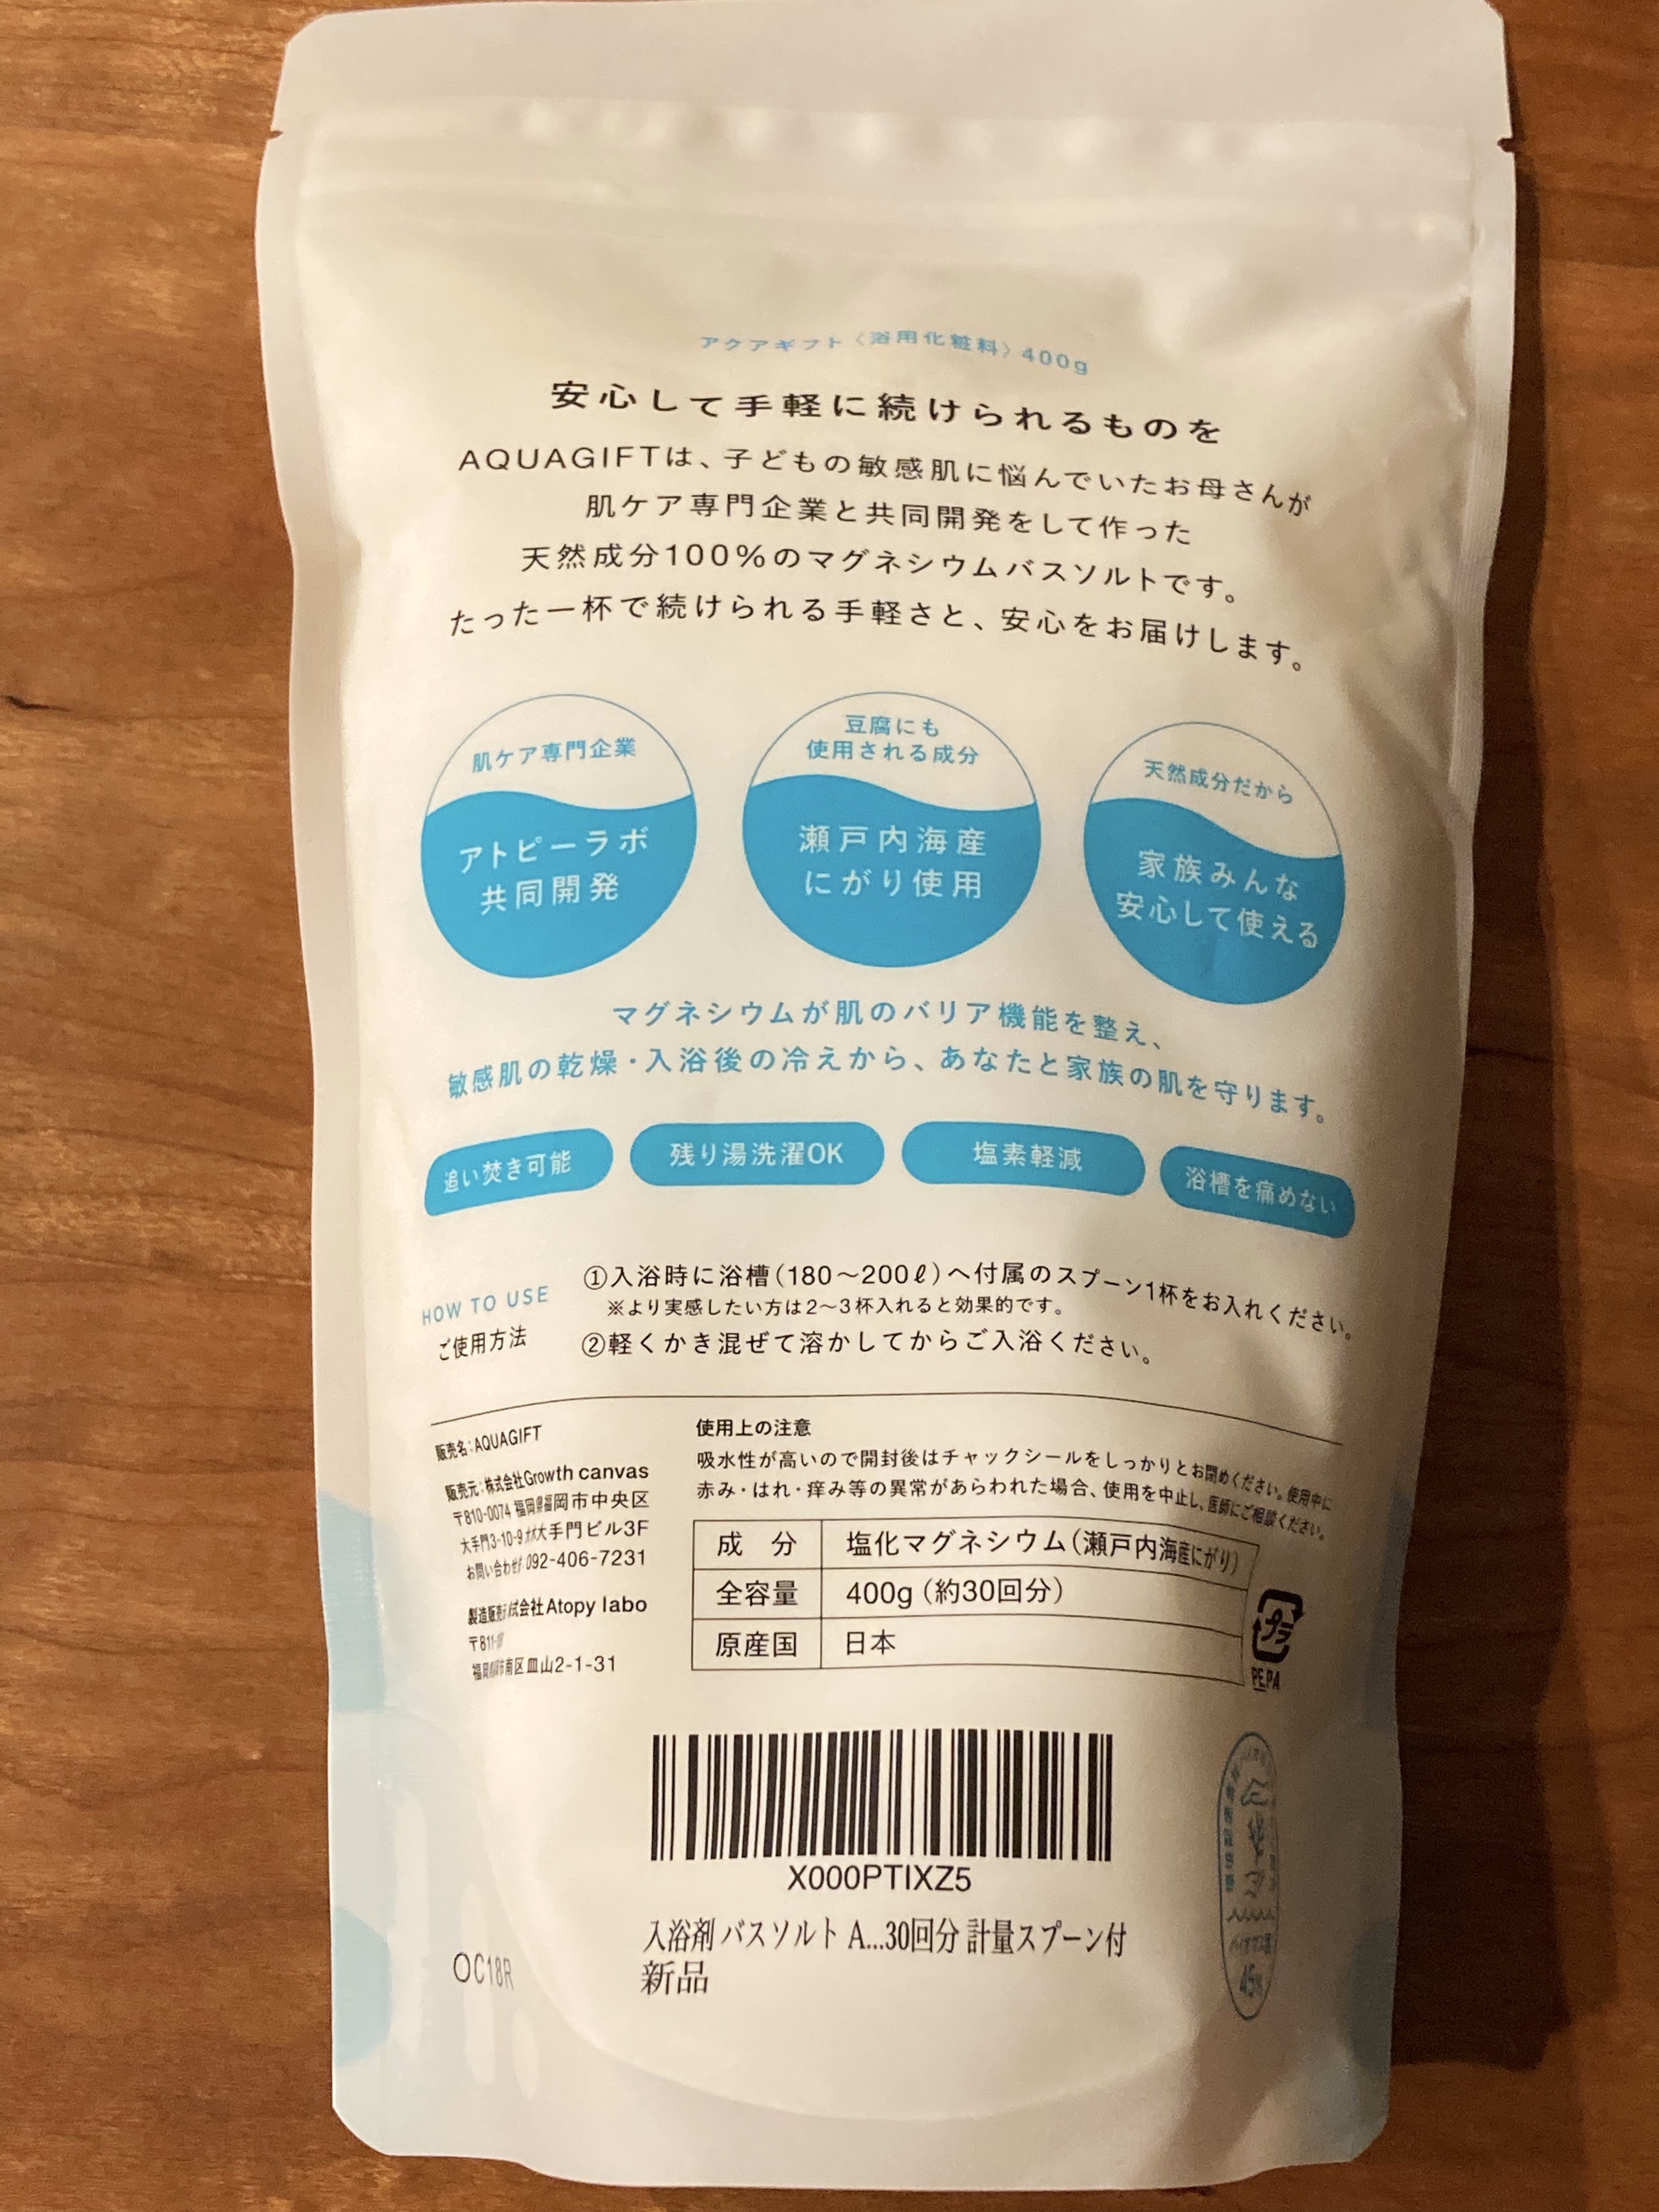 アクアギフト〈浴用化粧料〉400g
安心して手軽に続けられるものを
AQUAGIFTは、子どもの敏感肌に悩んでいたお母さんが
肌ケア専門企業と共同開発をして作った
天然成分100%のマグネシウムバスソルトです。
たった一杯で続けられる手軽さと、安心をお届けします。
肌ケア専門企業
アトピーラボ
共同開発
豆腐にも
使用される成分
瀬戸内海産
にがり使用
天然成分だから
家族みんな
安心して使える
マグネシウムが肌のバリア機能を整え、
敏感肌の乾燥・入浴後の冷えから、あなたと家族の肌を守ります。
追い焚き可能
残り湯洗濯OK
塩素軽減
浴槽を痛めない
HOW TO USE
ご使用方法
①入浴時に浴槽(180～200ℓ)へ付属のスプーン1杯をお入れください。
※より実感したい方は2～3杯入れると効果的です。
②軽くかき混ぜて溶かしてからご入浴ください。
販売名:AQUAGIFT
販売元:株式会社Growth canvas
〒810-0074 福岡県福岡市中央区
大手門3-10-9 大手門ビル3F
お問い合わせ 092-406-7231
製造販売 株式会社Atopy labo
〒811
福岡 市南区皿山2-1-31
使用上の注意
吸水性が高いので開封後はチャックシールをしっかりとお閉めください。使用中に
赤み・はれ・痒み等の異常があらわれた場合、使用を中止し、医師にご相談ください。
成 分 塩化マグネシウム(瀬戸内海産にがり)
全容量 400g(約30回分)
原産国 日本
プラ
PE,PA
X000PTIXZ5
入浴剤 バスソルト A...30回分 計量スプーン付
新品
OC18R
45